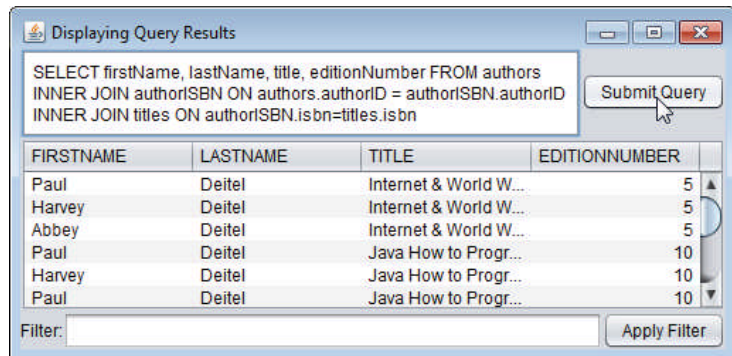 Displaying Query Results
SELECT firstName, lastName, title, editionNumber FROM authors
INNER JOIN authorISBN ON authors.authorID = authorISBN.authorID
INNER JOIN titles ON authorISBN.isbn=titles.isbn
Submit Query
FIRSTNAME LASTNAME TITLE EDITIONNUMBER
Paul Deitel Internet & World W... 5
Harvey Deitel Internet & World W... 5
Abbey Deitel Internet & World W... 5
Paul Deitel Java How to Progr... 10
Harvey Deitel Java How to Progr... 10
Paul Deitel Java How to Progr... 10
Filter: Apply Filter